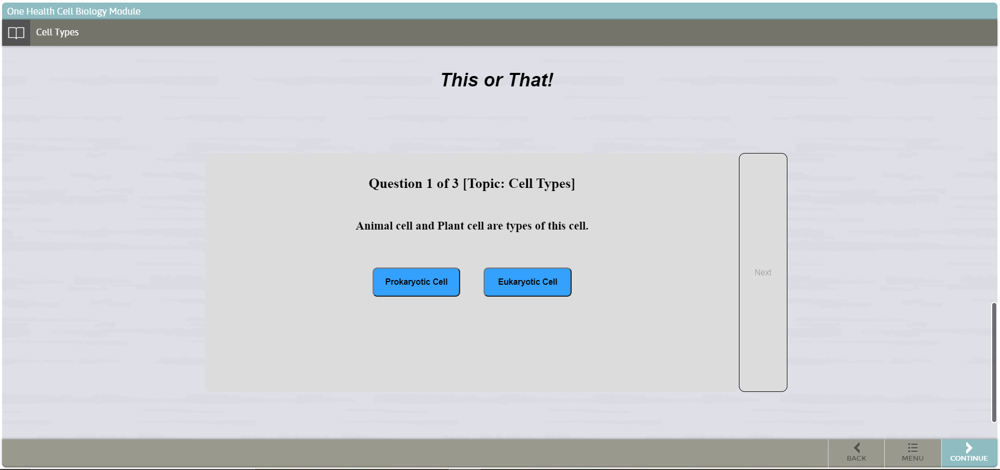 One Health Cell Biology Module
Cell Types
This or That!
Question 1 of 3 [Topic: Cell Types]
Animal cell and Plant cell are types of this cell.
Prokaryotic Cell
Eukaryotic Cell
Next
BACK
MENU
CONTINUE